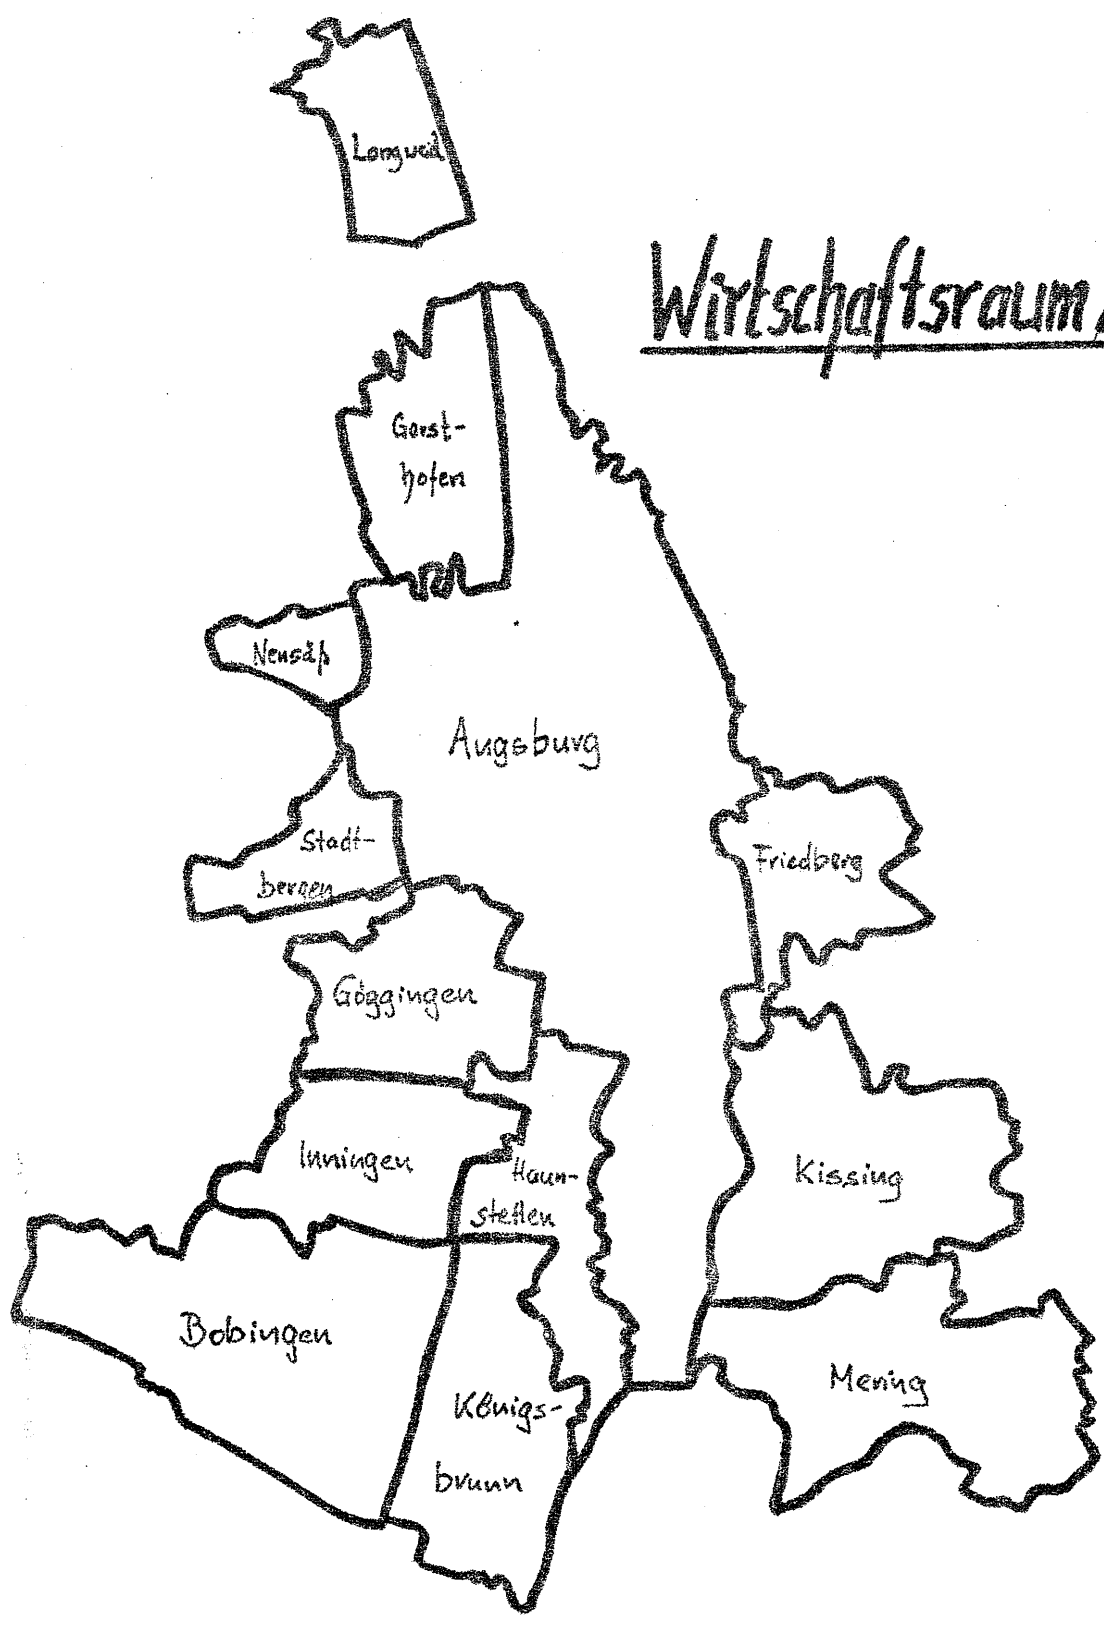 Langweid
Wirtschaftsraum
Gerst-
hofen
Neusäß
Augsburg
Stadt-
bergen
Friedberg
Göggingen
Inningen
Haun-
stetten
Kissing
Bobingen
Mering
Königs-
brunn